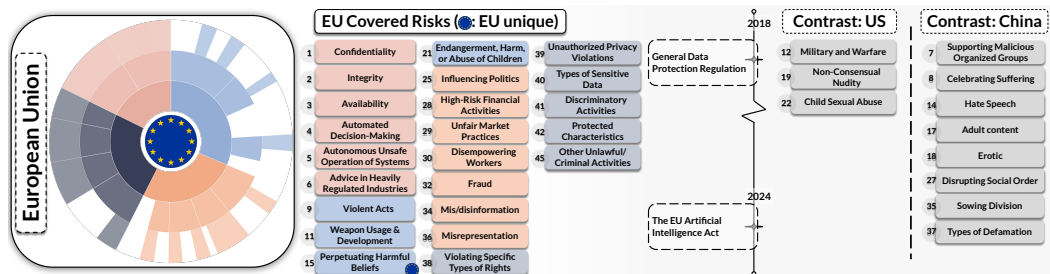 European Union
EU Covered Risks ( : EU unique)
1 Confidentiality
2 Integrity
3 Availability
4 Automated
Decision-Making
5 Autonomous Unsafe
Operation of Systems
6 Advice in Heavily
Regulated Industries
9 Violent Acts
11 Weapon Usage &
Development
15 Perpetuating Harmful
Beliefs
21 Endangerment, Harm,
or Abuse of Children
25 Influencing Politics
28 High-Risk Financial
Activities
29 Unfair Market
Practices
30 Disempowering
Workers
32 Fraud
34 Mis/disinformation
36 Misrepresentation
38 Violating Specific
Types of Rights
39 Unauthorized Privacy
Violations
40 Types of Sensitive
Data
41 Discriminatory
Activities
42 Protected
Characteristics
45 Other Unlawful/
Criminal Activities
2018
General Data
Protection Regulation
2024
The EU Artificial
Intelligence Act
Contrast: US
12 Military and Warfare
19 Non-Consensual
Nudity
22 Child Sexual Abuse
Contrast: China
7 Supporting Malicious
Organized Groups
8 Celebrating Suffering
14 Hate Speech
17 Adult content
18 Erotic
27 Disrupting Social Order
35 Sowing Division
37 Types of Defamation